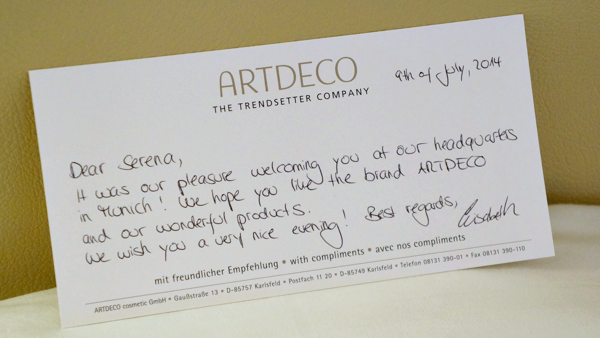 ARTDECO
THE TRENDSETTER COMPANY
9th of July, 2014
Dear Serena,
It was our pleasure welcoming you at our headquarters
in Munich! We hope you like the brand ARTDECO
and our wonderful products.
We wish you a very nice evening! Best regards,
Elisabeth
mit freundlicher Empfehlung • with compliments • avec nos compliments
ARTDECO cosmetic GmbH • Gaußstraße 13 • D-85757 Karlsfeld • Postfach 11 20 • D-85749 Karlsfeld • Telefon 08131 390-01 • Fax 08131 390-110